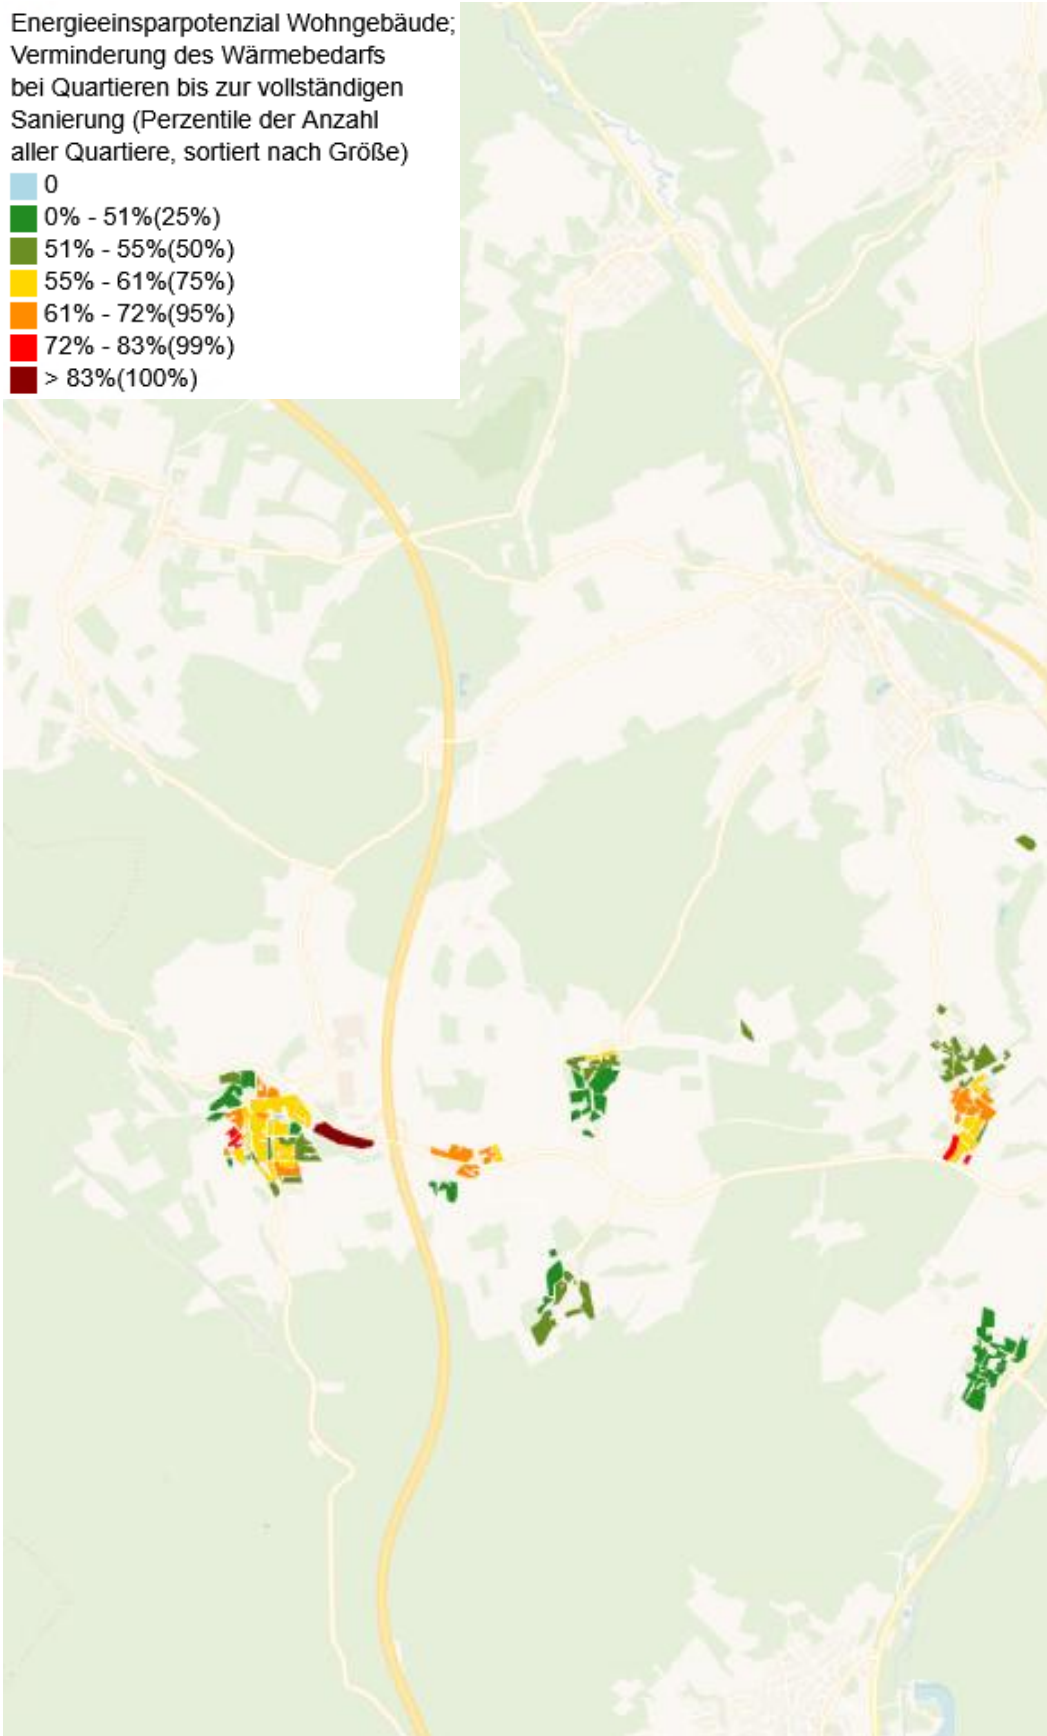 Energieeinsparpotenzial Wohngebäude;
Verminderung des Wärmebedarfs
bei Quartieren bis zur vollständigen
Sanierung (Perzentile der Anzahl
aller Quartiere, sortiert nach Größe)
0
0% - 51%(25%)
51% - 55%(50%)
55% - 61%(75%)
61% - 72%(95%)
72% - 83%(99%)
> 83%(100%)